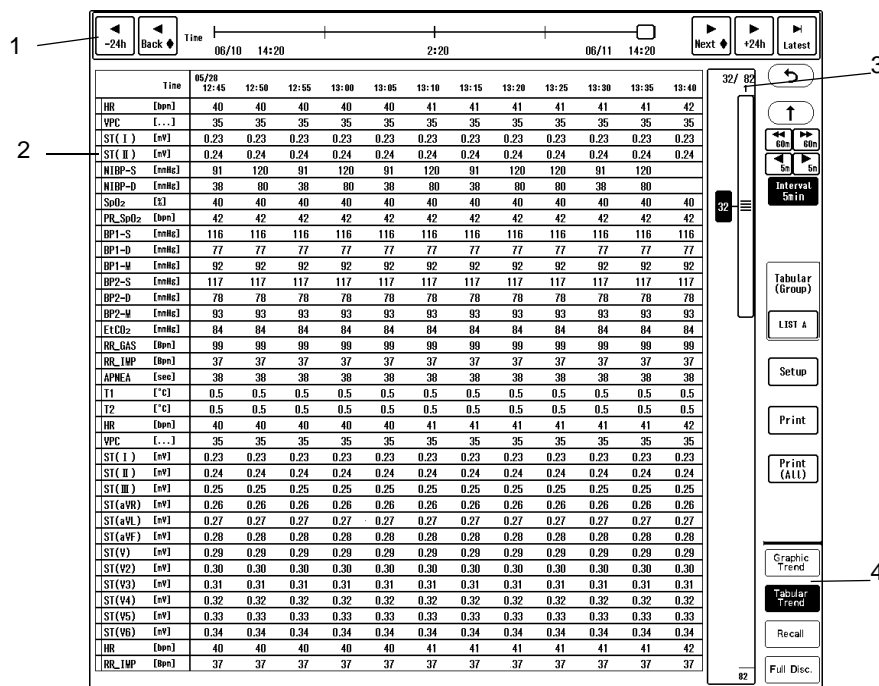 1
-24h
Back
Time
06/10 14:20
2:20
06/11 14:20
Next
+24h
Latest
3
32/ 82
Time 05/28 12:45 12:50 12:55 13:00 13:05 13:10 13:15 13:20 13:25 13:30 13:35 13:40
HR [bpm] 40 40 40 40 40 41 41 41 41 41 41 42
VPC [...] 35 35 35 35 35 35 35 35 35 35 35 35
ST(Ⅰ) [mV] 0.23 0.23 0.23 0.23 0.23 0.23 0.23 0.23 0.23 0.23 0.23 0.23
2
ST(Ⅱ) [mV] 0.24 0.24 0.24 0.24 0.24 0.24 0.24 0.24 0.24 0.24 0.24 0.24
NIBP-S [mmHg] 91 120 91 120 91 120 91 120 120 91 120
NIBP-D [mmHg] 38 80 38 80 38 80 38 80 80 38 80
SpO₂ [%] 40 40 40 40 40 40 40 40 40 40 40 40
PR_SpO₂ [bpm] 42 42 42 42 42 42 42 42 42 42 42 42
BP1-S [mmHg] 116 116 116 116 116 116 116 116 116 116 116 116
BP1-D [mmHg] 77 77 77 77 77 77 77 77 77 77 77 77
BP1-M [mmHg] 92 92 92 92 92 92 92 92 92 92 92 92
BP2-S [mmHg] 117 117 117 117 117 117 117 117 117 117 117 117
BP2-D [mmHg] 78 78 78 78 78 78 78 78 78 78 78 78
BP2-M [mmHg] 93 93 93 93 93 93 93 93 93 93 93 93
EtCO₂ [mmHg] 84 84 84 84 84 84 84 84 84 84 84 84
RR_GAS [Bpm] 99 99 99 99 99 99 99 99 99 99 99 99
RR_IMP [Bpm] 37 37 37 37 37 37 37 37 37 37 37 37
APNEA [sec] 38 38 38 38 38 38 38 38 38 38 38 38
T1 [°C] 0.5 0.5 0.5 0.5 0.5 0.5 0.5 0.5 0.5 0.5 0.5 0.5
T2 [°C] 0.5 0.5 0.5 0.5 0.5 0.5 0.5 0.5 0.5 0.5 0.5 0.5
HR [bpm] 40 40 40 40 40 41 41 41 41 41 41 42
VPC [...] 35 35 35 35 35 35 35 35 35 35 35 35
ST(Ⅰ) [mV] 0.23 0.23 0.23 0.23 0.23 0.23 0.23 0.23 0.23 0.23 0.23 0.23
ST(Ⅱ) [mV] 0.24 0.24 0.24 0.24 0.24 0.24 0.24 0.24 0.24 0.24 0.24 0.24
ST(Ⅲ) [mV] 0.25 0.25 0.25 0.25 0.25 0.25 0.25 0.25 0.25 0.25 0.25 0.25
ST(aVR) [mV] 0.26 0.26 0.26 0.26 0.26 0.26 0.26 0.26 0.26 0.26 0.26 0.26
ST(aVL) [mV] 0.27 0.27 0.27 0.27 0.27 0.27 0.27 0.27 0.27 0.27 0.27 0.27
ST(aVF) [mV] 0.28 0.28 0.28 0.28 0.28 0.28 0.28 0.28 0.28 0.28 0.28 0.28
ST(V) [mV] 0.29 0.29 0.29 0.29 0.29 0.29 0.29 0.29 0.29 0.29 0.29 0.29
ST(V2) [mV] 0.30 0.30 0.30 0.30 0.30 0.30 0.30 0.30 0.30 0.30 0.30 0.30
ST(V3) [mV] 0.31 0.31 0.31 0.31 0.31 0.31 0.31 0.31 0.31 0.31 0.31 0.31
ST(V4) [mV] 0.32 0.32 0.32 0.32 0.32 0.32 0.32 0.32 0.32 0.32 0.32 0.32
ST(V5) [mV] 0.33 0.33 0.33 0.33 0.33 0.33 0.33 0.33 0.33 0.33 0.33 0.33
ST(V6) [mV] 0.34 0.34 0.34 0.34 0.34 0.34 0.34 0.34 0.34 0.34 0.34 0.34
HR [bpm] 40 40 40 40 40 41 41 41 41 41 41 42
RR_IMP [Bpm] 37 37 37 37 37 37 37 37 37 37 37 37
32
82
60m
60m
5m
5m
Interval
5min
Tabular
(Group)
LIST A
Setup
Print
Print
(ALL)
Graphic
Trend
4
Tabular
Trend
Recall
Full Disc.